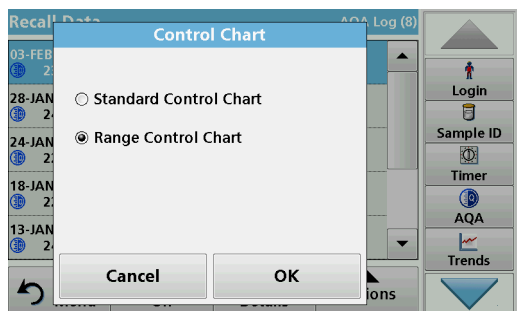 Recall Data AQA Log (8)
Control Chart
03-FEB
28-JAN
24-JAN
18-JAN
13-JAN
Standard Control Chart
Range Control Chart
Cancel
OK
Login
Sample ID
Timer
AQA
Trends